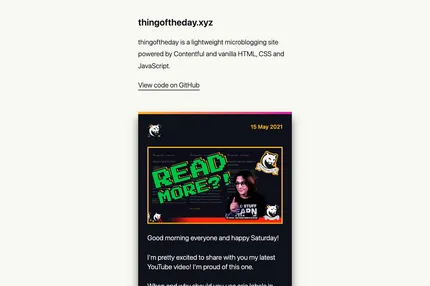 thingoftheday.xyz
thingoftheday is a lightweight microblogging site
powered by Contentful and vanilla HTML, CSS and
JavaScript.
View code on GitHub
15 May 2021
READ
MORE?!
Good morning everyone and happy Saturday!
I'm pretty excited to share with you my latest
YouTube video! I'm proud of this one.